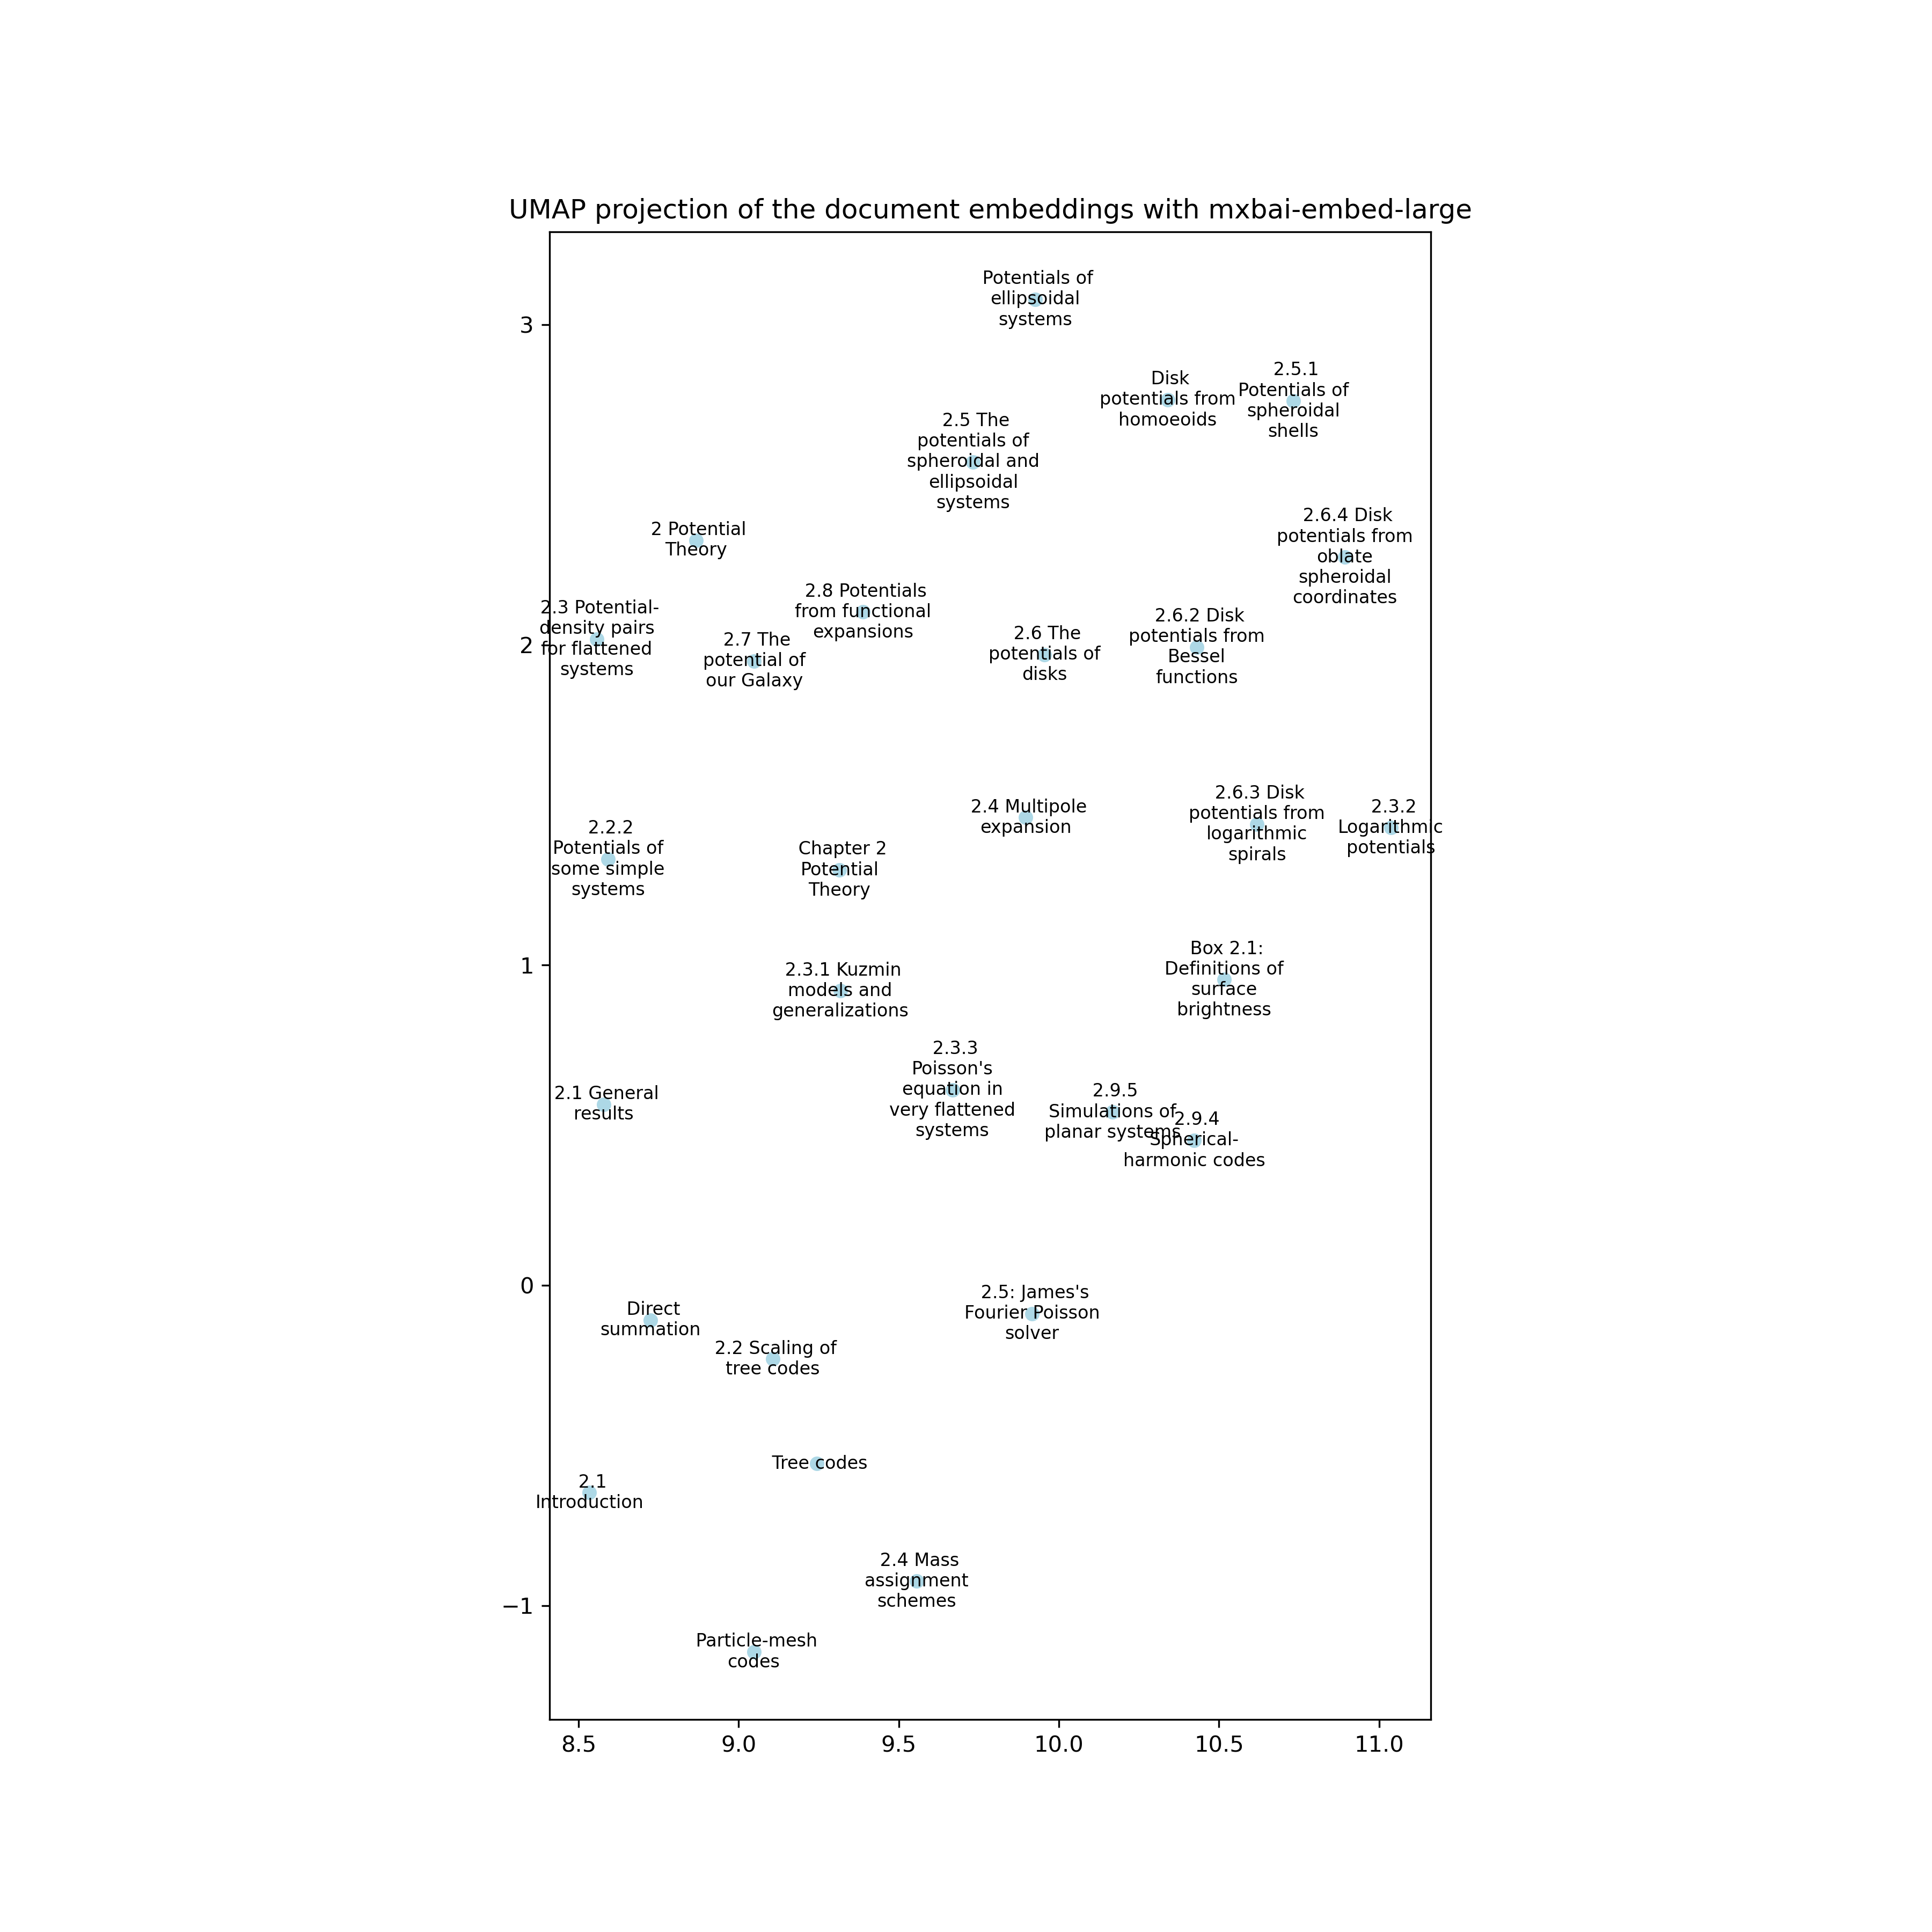 UMAP projection of the document embeddings with mxbai-embed-large
Potentials of
ellipsoidal
systems
3
Disk
potentials from
homoeoids
2.5.1
Potentials of
spheroidal
shells
2.5 The
potentials of
spheroidal and
ellipsoidal
systems
2 Potential
Theory
2.6.4 Disk
potentials from
oblate
spheroidal
coordinates
2.3 Potential-
density pairs
for flattened
systems
2
2.7 The
potential of
our Galaxy
2.8 Potentials
from functional
expansions
2.6 The
potentials of
disks
2.6.2 Disk
potentials from
Bessel
functions
2.2.2
Potentials of
some simple
systems
Chapter 2
Potential
Theory
2.4 Multipole
expansion
2.6.3 Disk
potentials from
logarithmic
spirals
2.3.2
Logarithmic
potentials
1
2.3.1 Kuzmin
models and
generalizations
Box 2.1:
Definitions of
surface
brightness
2.1 General
results
2.3.3
Poisson's
equation in
very flattened
systems
2.9.5
Simulations of
planar systems
2.9.4
Spherical-
harmonic codes
0
Direct
summation
2.2 Scaling of
tree codes
2.5: James's
Fourier Poisson
solver
Tree codes
2.1
Introduction
2.4 Mass
assignment
schemes
−1
Particle-mesh
codes
8.5 9.0 9.5 10.0 10.5 11.0